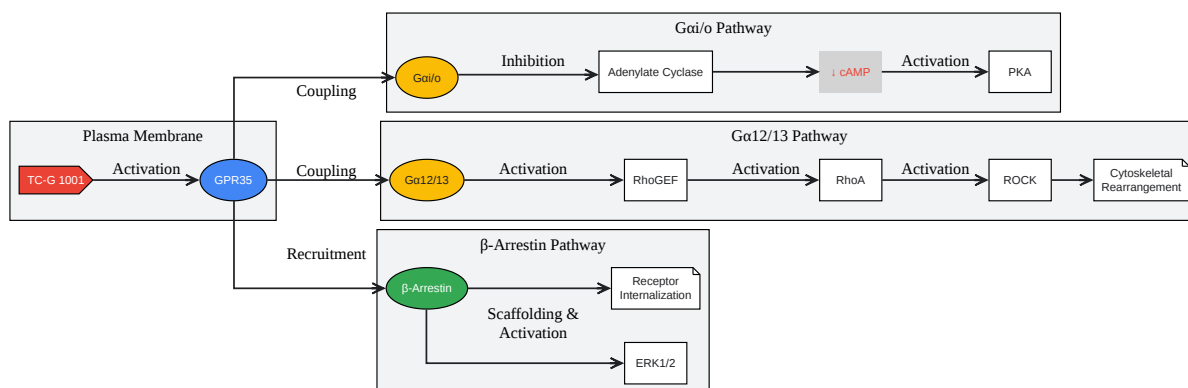 Gαi/o Pathway
Gαi/o
Inhibition
Adenylate Cyclase
↓ cAMP
Activation
PKA
Coupling
Plasma Membrane
TC-G 1001
Activation
GPR35
Coupling
Gα12/13 Pathway
Gα12/13
Activation
RhoGEF
Activation
RhoA
Activation
ROCK
Cytoskeletal
Rearrangement
Recruitment
β-Arrestin Pathway
β-Arrestin
Receptor
Internalization
Scaffolding &
Activation
ERK1/2